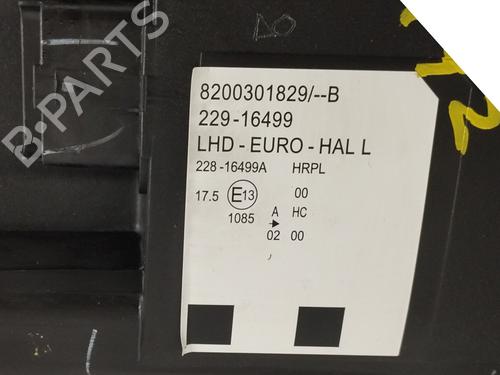 B-PARTS
8200301829/--B
229-16499
LHD - EURO - HAL L
228-16499A HRPL
17.5 E13 00
1085 A HC
02 00